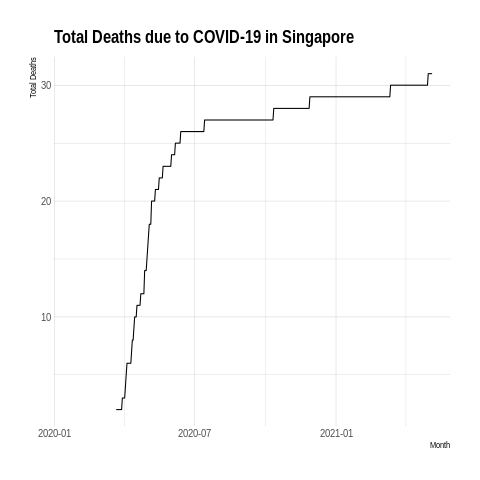 Total Deaths due to COVID-19 in Singapore
Total Deaths
30
20
10
2020-01
2020-07
2021-01
Month